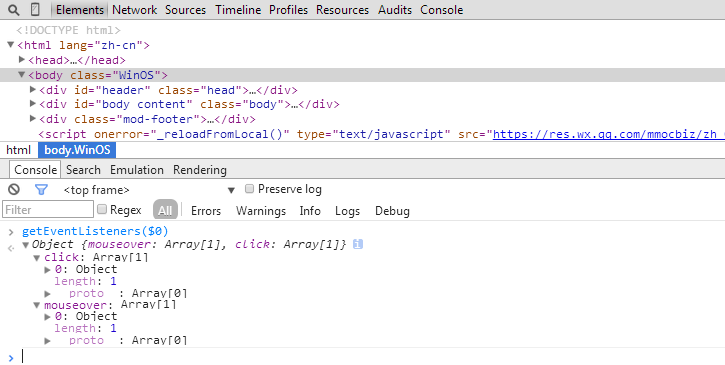 Elements Network Sources Timeline Profiles Resources Audits Console
<!DOCTYPE html>
<html lang="zh-cn">
<head>…</head>
<body class="WinOS">
<div id="header" class="head">…</div>
<div id="body content" class="body">…</div>
<div class="mod-footer">…</div>
<script onerror="_reloadFromLocal()" type="text/javascript" src="https://res.wx.qq.com/mmocbiz/zh_
html body.WinOS
Console Search Emulation Rendering
<top frame> Preserve log
Filter Regex All Errors Warnings Info Logs Debug
getEventListeners($0)
Object {mouseover: Array[1], click: Array[1]}
click: Array[1]
0: Object
length: 1
__proto__: Array[0]
mouseover: Array[1]
0: Object
length: 1
__proto__: Array[0]